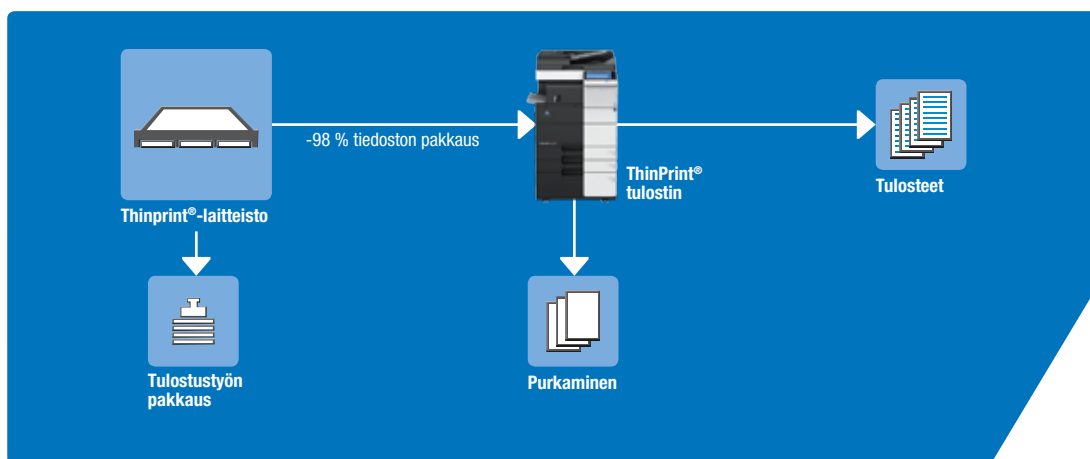 -98 % tiedoston pakkaus
Thinprint®-laitteisto
ThinPrint®
tulostin
Tulosteet
Tulostustyön
pakkaus
Purkaminen